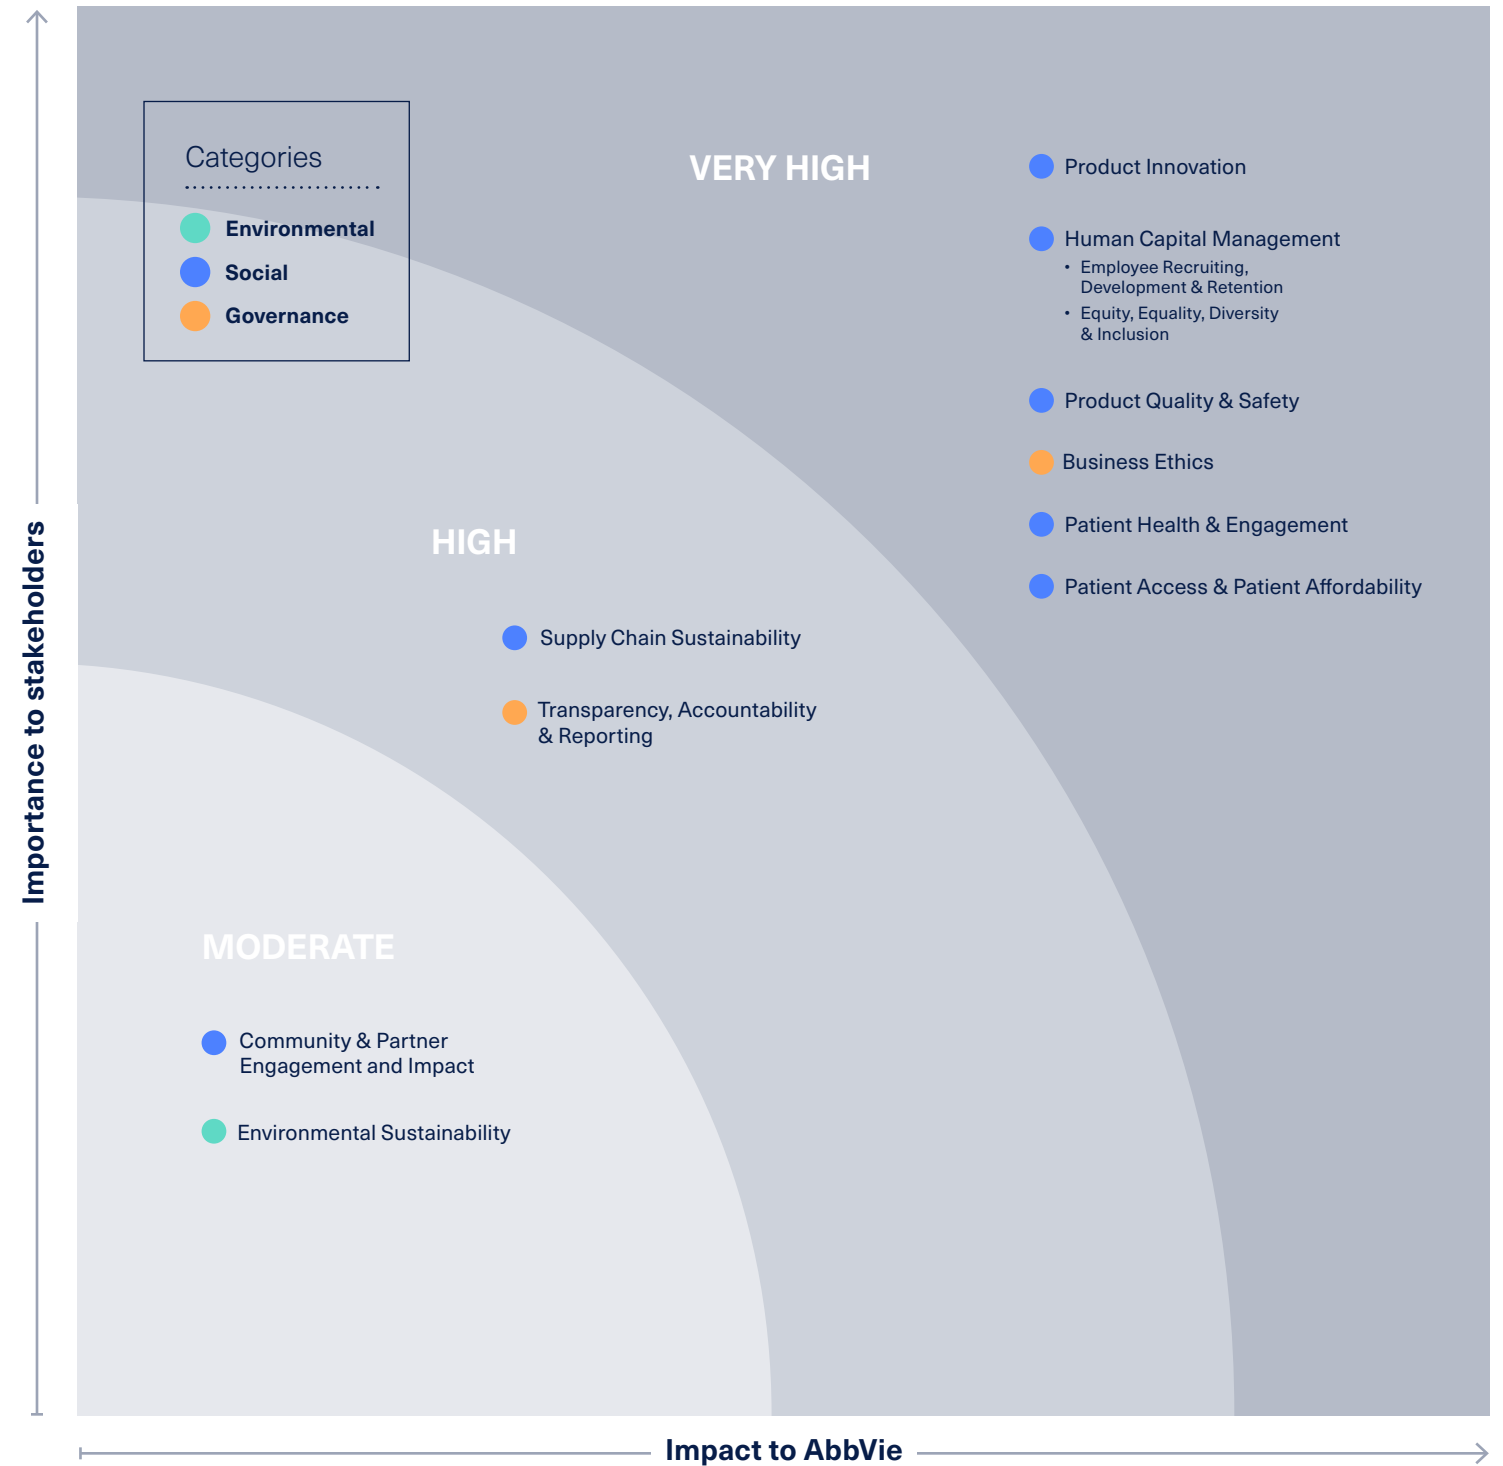 Categories
Environmental
Social
Governance
VERY HIGH
Product Innovation
Human Capital Management
• Employee Recruiting,
Development & Retention
• Equity, Equality, Diversity
& Inclusion
Product Quality & Safety
Business Ethics
Patient Health & Engagement
Patient Access & Patient Affordability
HIGH
Supply Chain Sustainability
Transparency, Accountability
& Reporting
MODERATE
Community & Partner
Engagement and Impact
Environmental Sustainability
Importance to stakeholders
Impact to AbbVie